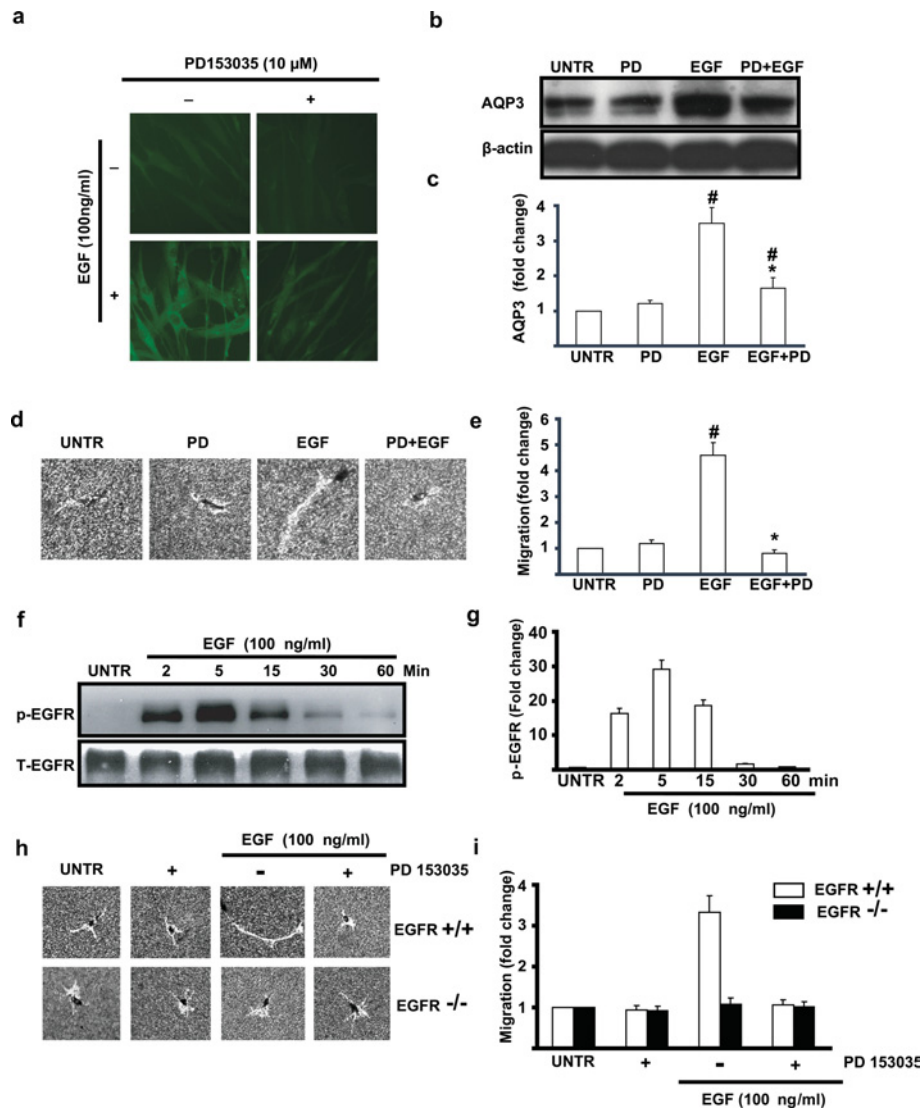 a
PD153035 (10 µM)
– +
EGF (100ng/ml)
–
+
b
UNTR PD EGF PD+EGF
AQP3
β-actin
c
AQP3 (fold change)
4
3
2
1
#
#
*
UNTR PD EGF EGF+PD
d
UNTR PD EGF PD+EGF
e
Migration(fold change)
6
5
4
3
2
1
#
*
UNTR PD EGF EGF+PD
f
EGF (100 ng/ml)
UNTR 2 5 15 30 60 Min
p-EGFR
T-EGFR
g
p-EGFR (Fold change)
40
30
20
10
UNTR 2 5 15 30 60 min
EGF (100 ng/ml)
h
EGF (100 ng/ml)
UNTR + - + PD 153035
EGFR +/+
EGFR -/-
i
Migration (fold change)
4
3
2
1
EGFR +/+
EGFR -/-
UNTR + - + PD 153035
EGF (100 ng/ml)